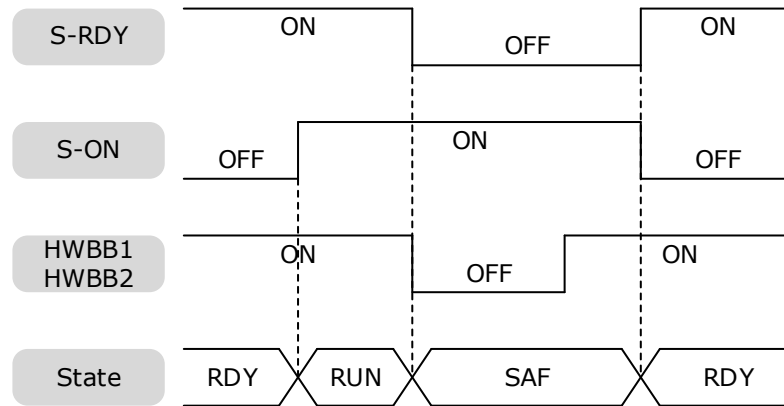 S-RDY
ON
OFF
ON
S-ON
OFF
ON
OFF
HWBB1
HWBB2
ON
OFF
ON
State
RDY
RUN
SAF
RDY